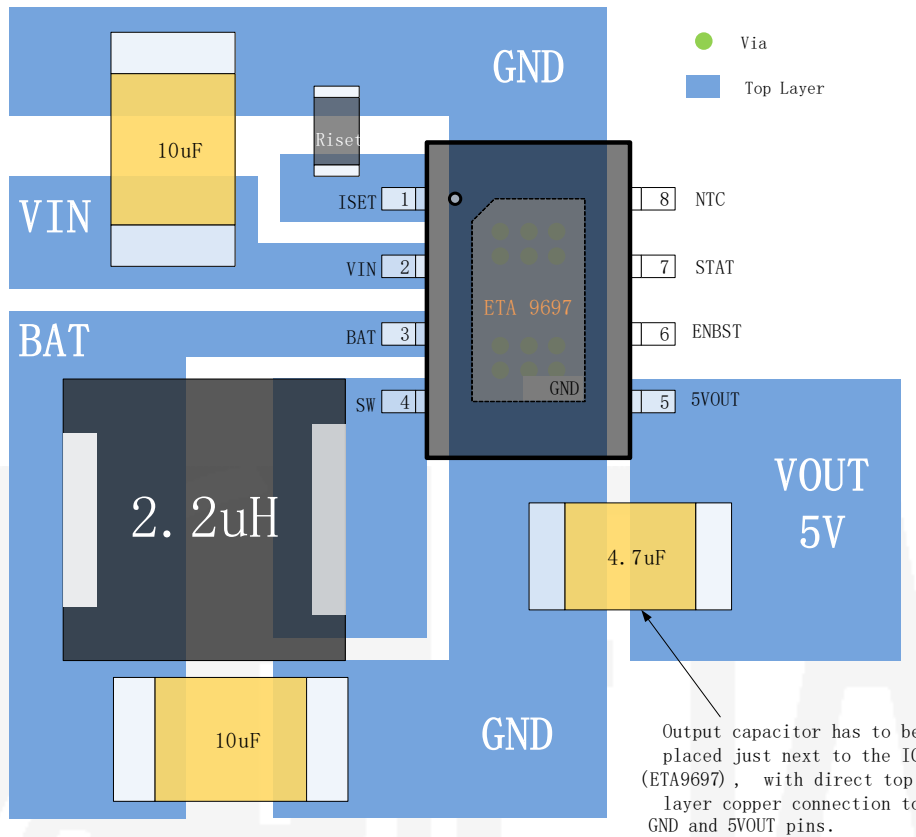 GND
Via
Top Layer
10uF
Riset
VIN
ISET 1
8 NTC
VIN 2
7 STAT
ETA 9697
BAT
BAT 3
6 ENBST
GND
SW 4
5 5VOUT
2.2uH
VOUT
5V
4.7uF
10uF
GND
Output capacitor has to be
placed just next to the IC
(ETA9697), with direct top
layer copper connection to
GND and 5VOUT pins.